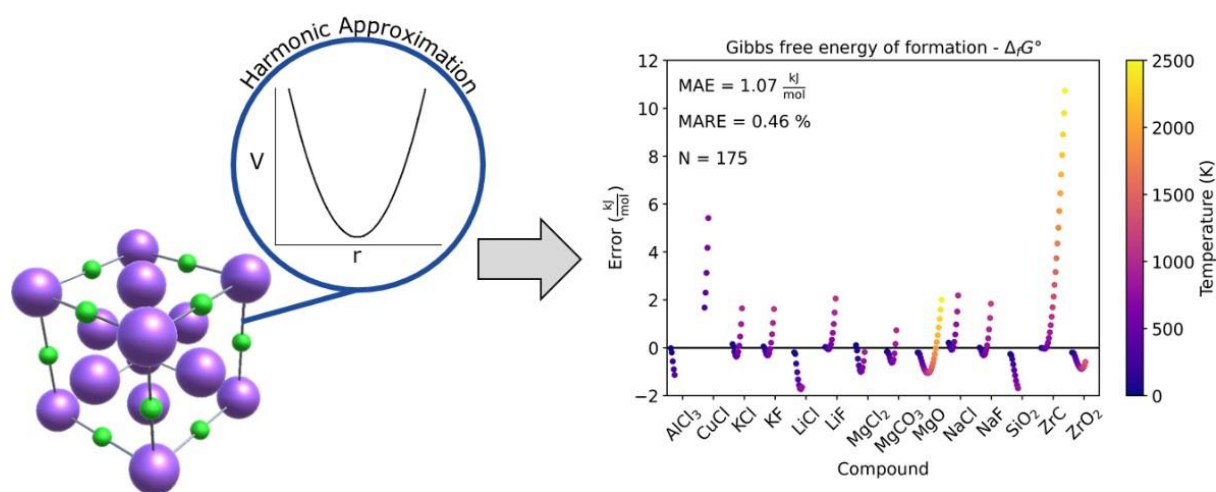 Harmonic Approximation
V
r
Gibbs free energy of formation - ΔfG°
MAE = 1.07 kJ/mol
MARE = 0.46 %
N = 175
Error (kJ/mol)
12
10
8
6
4
2
0
−2
AlCl₃
CuCl
KCl
KF
LiCl
LiF
MgCl₂
MgCO₃
MgO
NaCl
NaF
SiO₂
ZrC
ZrO₂
Compound
2500
2000
1500
1000
500
0
Temperature (K)